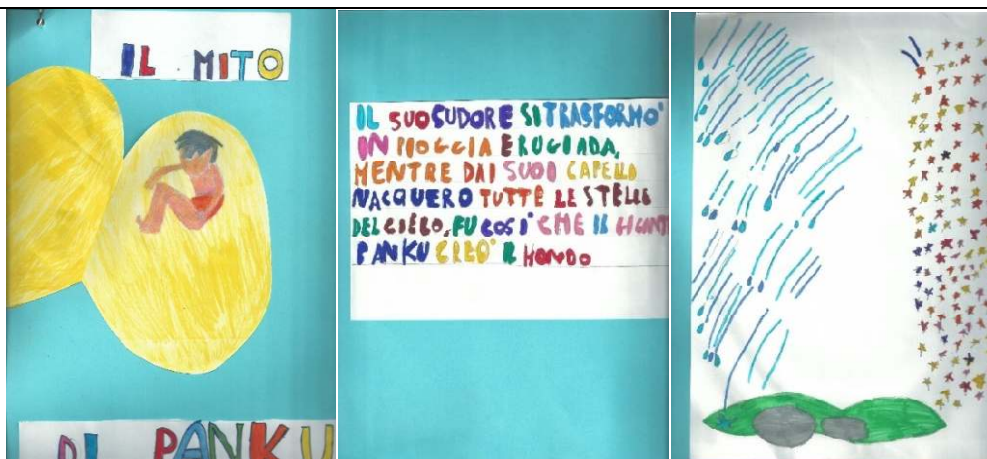 IL MITO
DI PANKU
IL SUO SUDORE SI TRASFORMO'
IN PIOGGIA E RUGIADA,
MENTRE DAI SUOI CAPELLI
NACQUERO TUTTE LE STELLE
DEL CIELO, FU COSI' CHE IL
PANKU CREO' IL MONDO